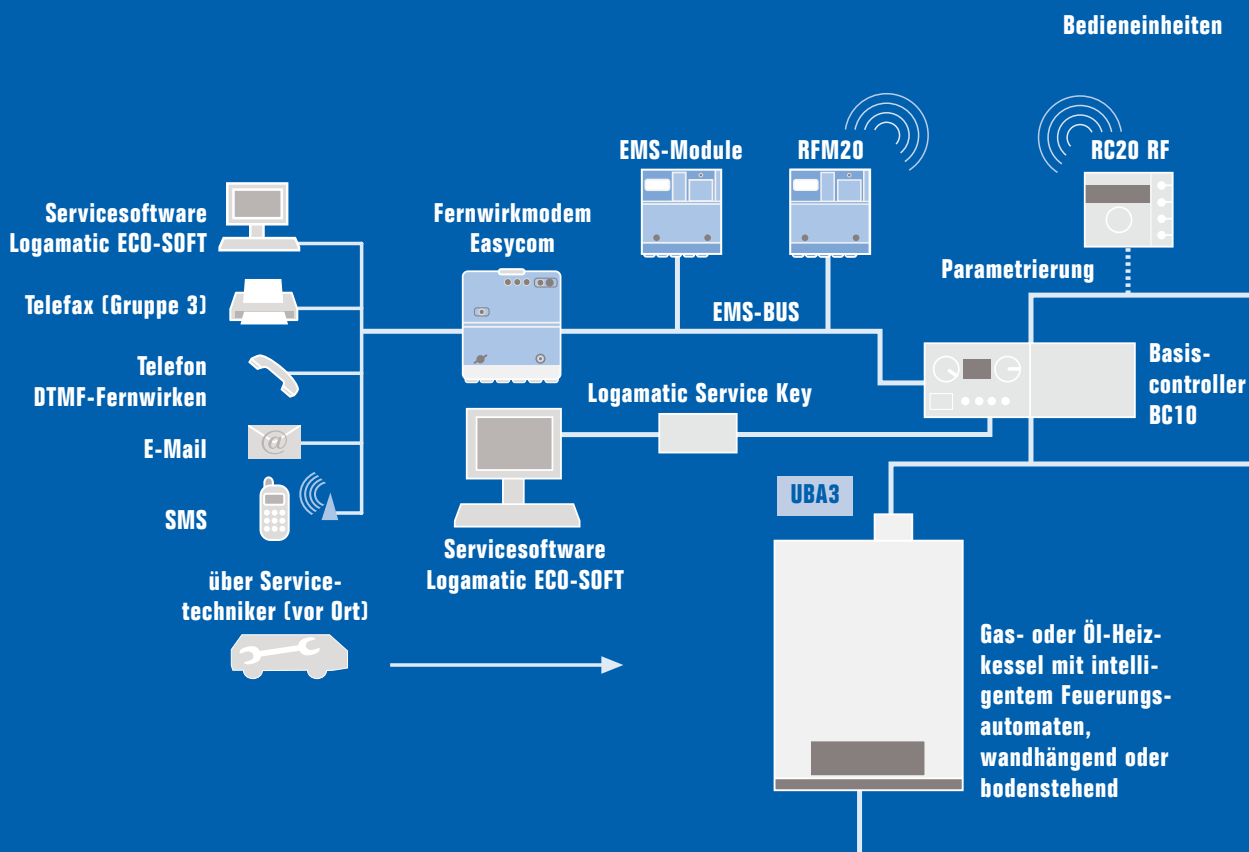 Bedieneinheiten
EMS-Module
RFM20
RC20 RF
Servicesoftware
Logamatic ECO-SOFT
Fernwirkmodem
Easycom
Parametrierung
Telefax (Gruppe 3)
EMS-BUS
Telefon
DTMF-Fernwirken
Basis-
controller
BC10
Logamatic Service Key
E-Mail
@
UBA3
SMS
Servicesoftware
Logamatic ECO-SOFT
über Service-
techniker (vor Ort)
Gas- oder Öl-Heiz-
kessel mit intelli-
gentem Feuerungs-
automaten,
wandhängend oder
bodenstehend